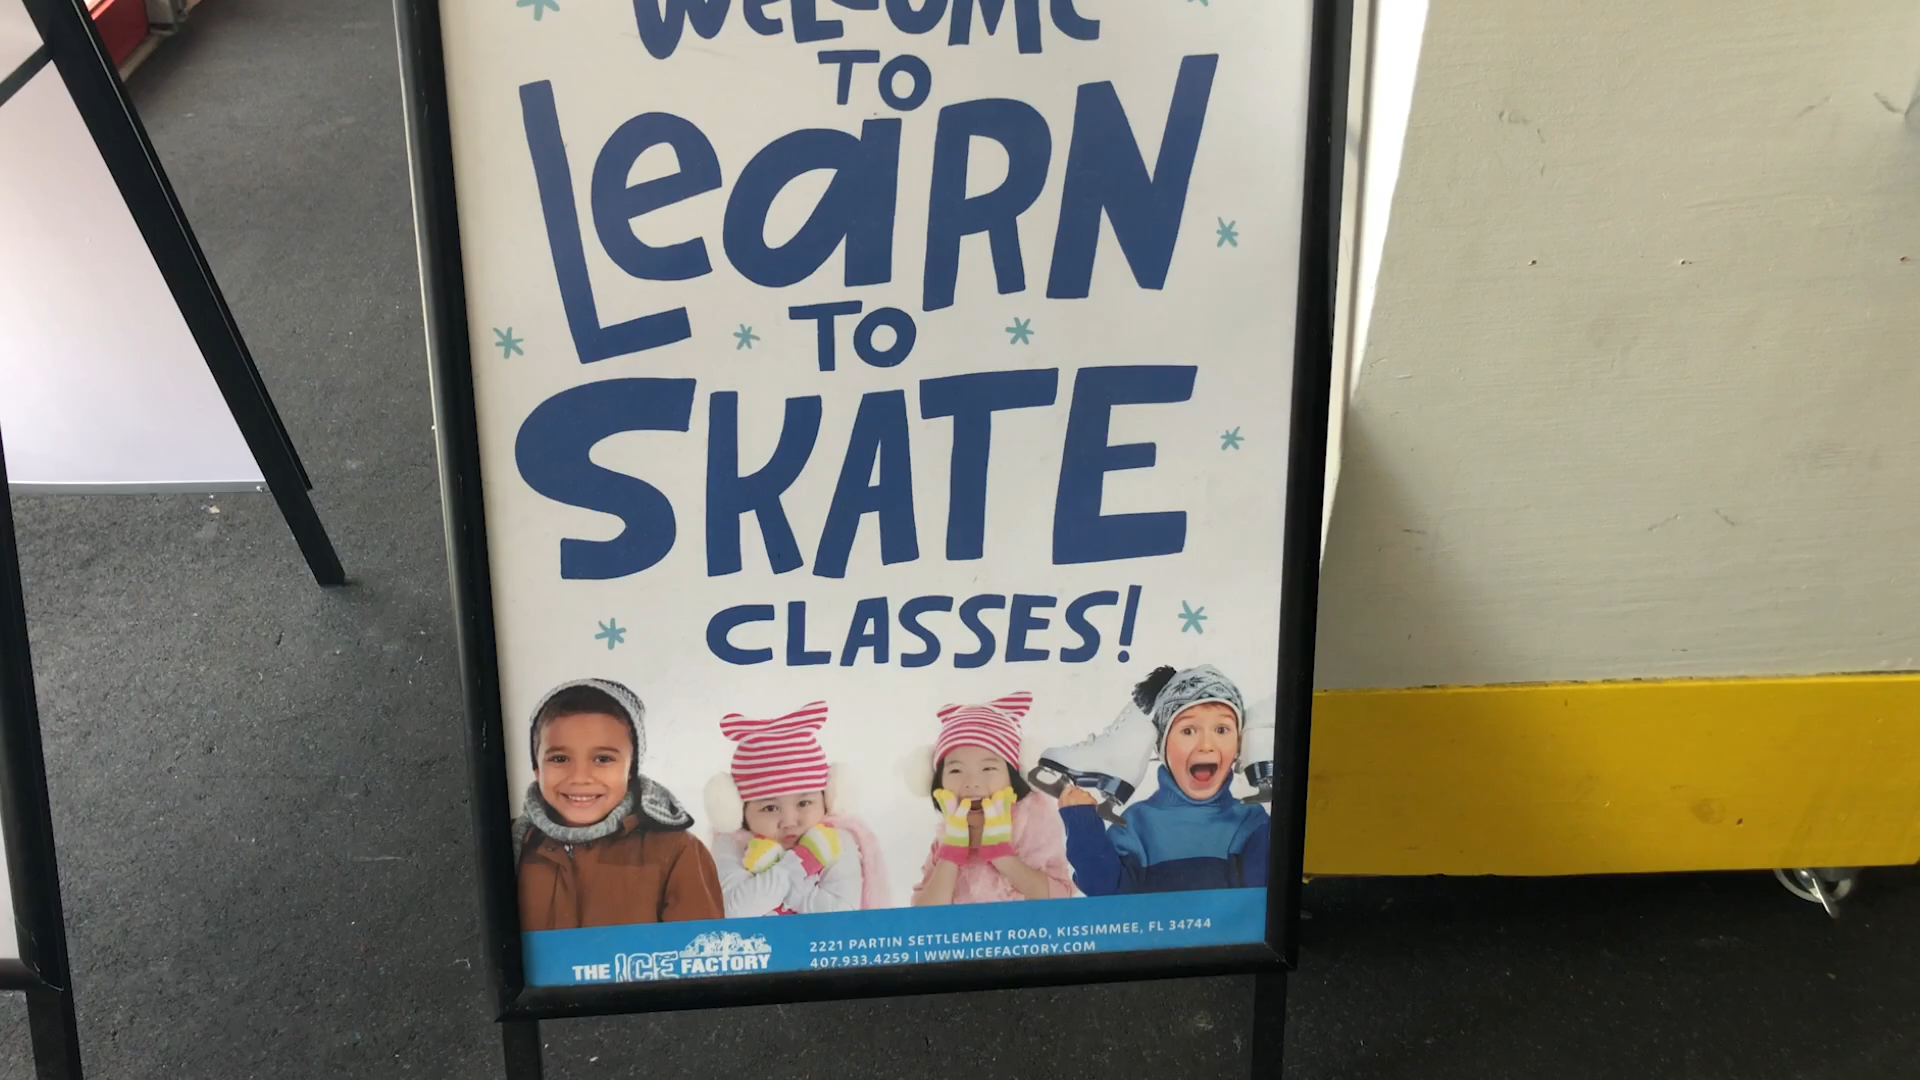 WeLCOME
TO
LeaRN
TO
SKATE
CLASSES!
THE ICE FACTORY
2221 PARTIN SETTLEMENT ROAD, KISSIMMEE, FL 34744
407.933.4259 | WWW.ICEFACTORY.COM